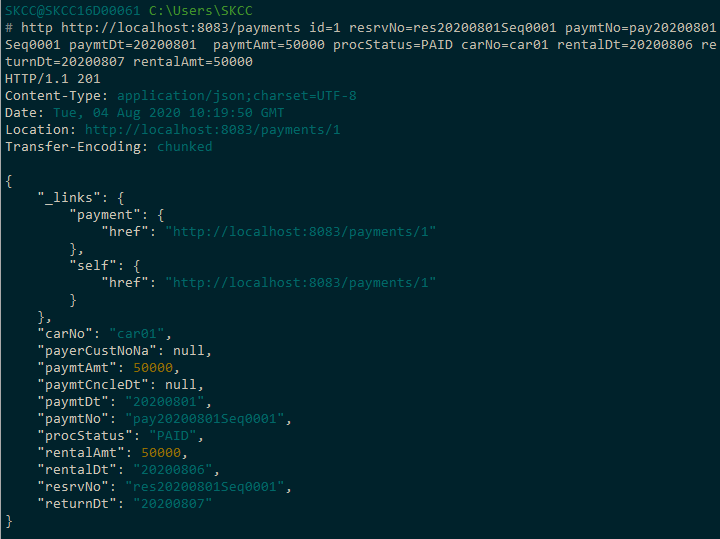 SKCC@SKCC16D00061 C:\Users\SKCC
# http http://localhost:8083/payments id=1 resrvNo=res20200801Seq0001 paymtNo=pay20200801
Seq0001 paymtDt=20200801  paymtAmt=50000 procStatus=PAID carNo=car01 rentalDt=20200806 re
turnDt=20200807 rentalAmt=50000
HTTP/1.1 201
Content-Type: application/json;charset=UTF-8
Date: Tue, 04 Aug 2020 10:19:50 GMT
Location: http://localhost:8083/payments/1
Transfer-Encoding: chunked

{
    "_links": {
        "payment": {
            "href": "http://localhost:8083/payments/1"
        },
        "self": {
            "href": "http://localhost:8083/payments/1"
        }
    },
    "carNo": "car01",
    "payerCustNoNa": null,
    "paymtAmt": 50000,
    "paymtCncleDt": null,
    "paymtDt": "20200801",
    "paymtNo": "pay20200801Seq0001",
    "procStatus": "PAID",
    "rentalAmt": 50000,
    "rentalDt": "20200806",
    "resrvNo": "res20200801Seq0001",
    "returnDt": "20200807"
}